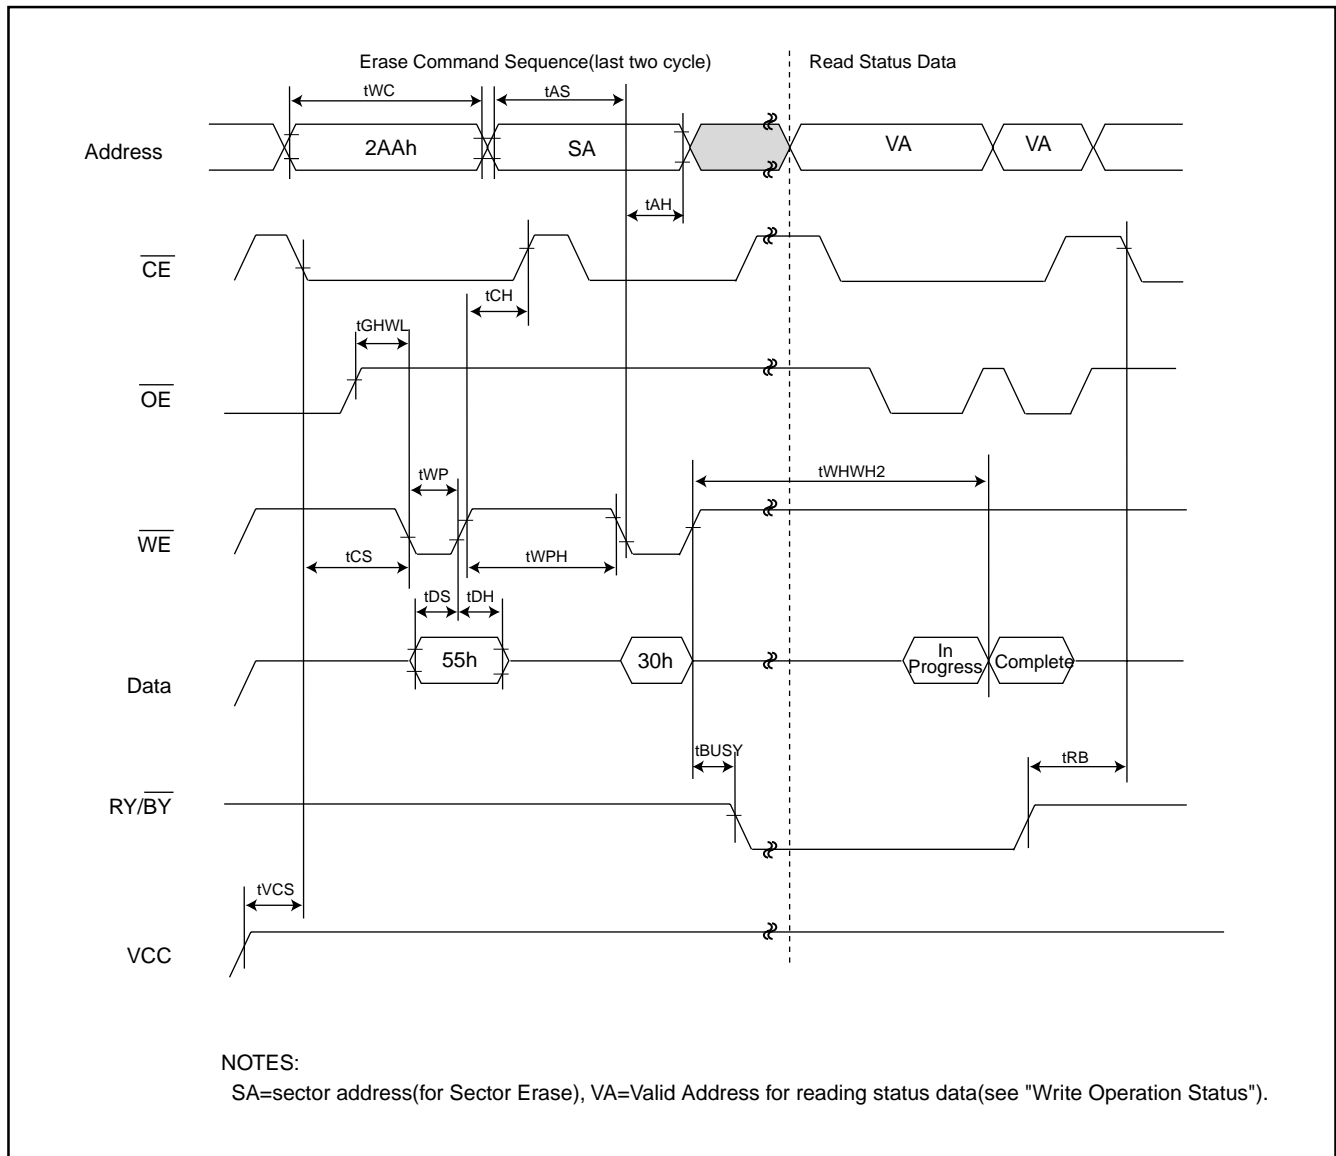 Erase Command Sequence(last two cycle)
Read Status Data
tWC
tAS
Address
2AAh
SA
VA
VA
tAH
CE
tCH
tGHWL
OE
tWP
tWHWH2
WE
tCS
tWPH
tDS
tDH
55h
30h
In
Progress
Complete
Data
tBUSY
tRB
RY/BY
tVCS
VCC
NOTES:
SA=sector address(for Sector Erase), VA=Valid Address for reading status data(see "Write Operation Status").